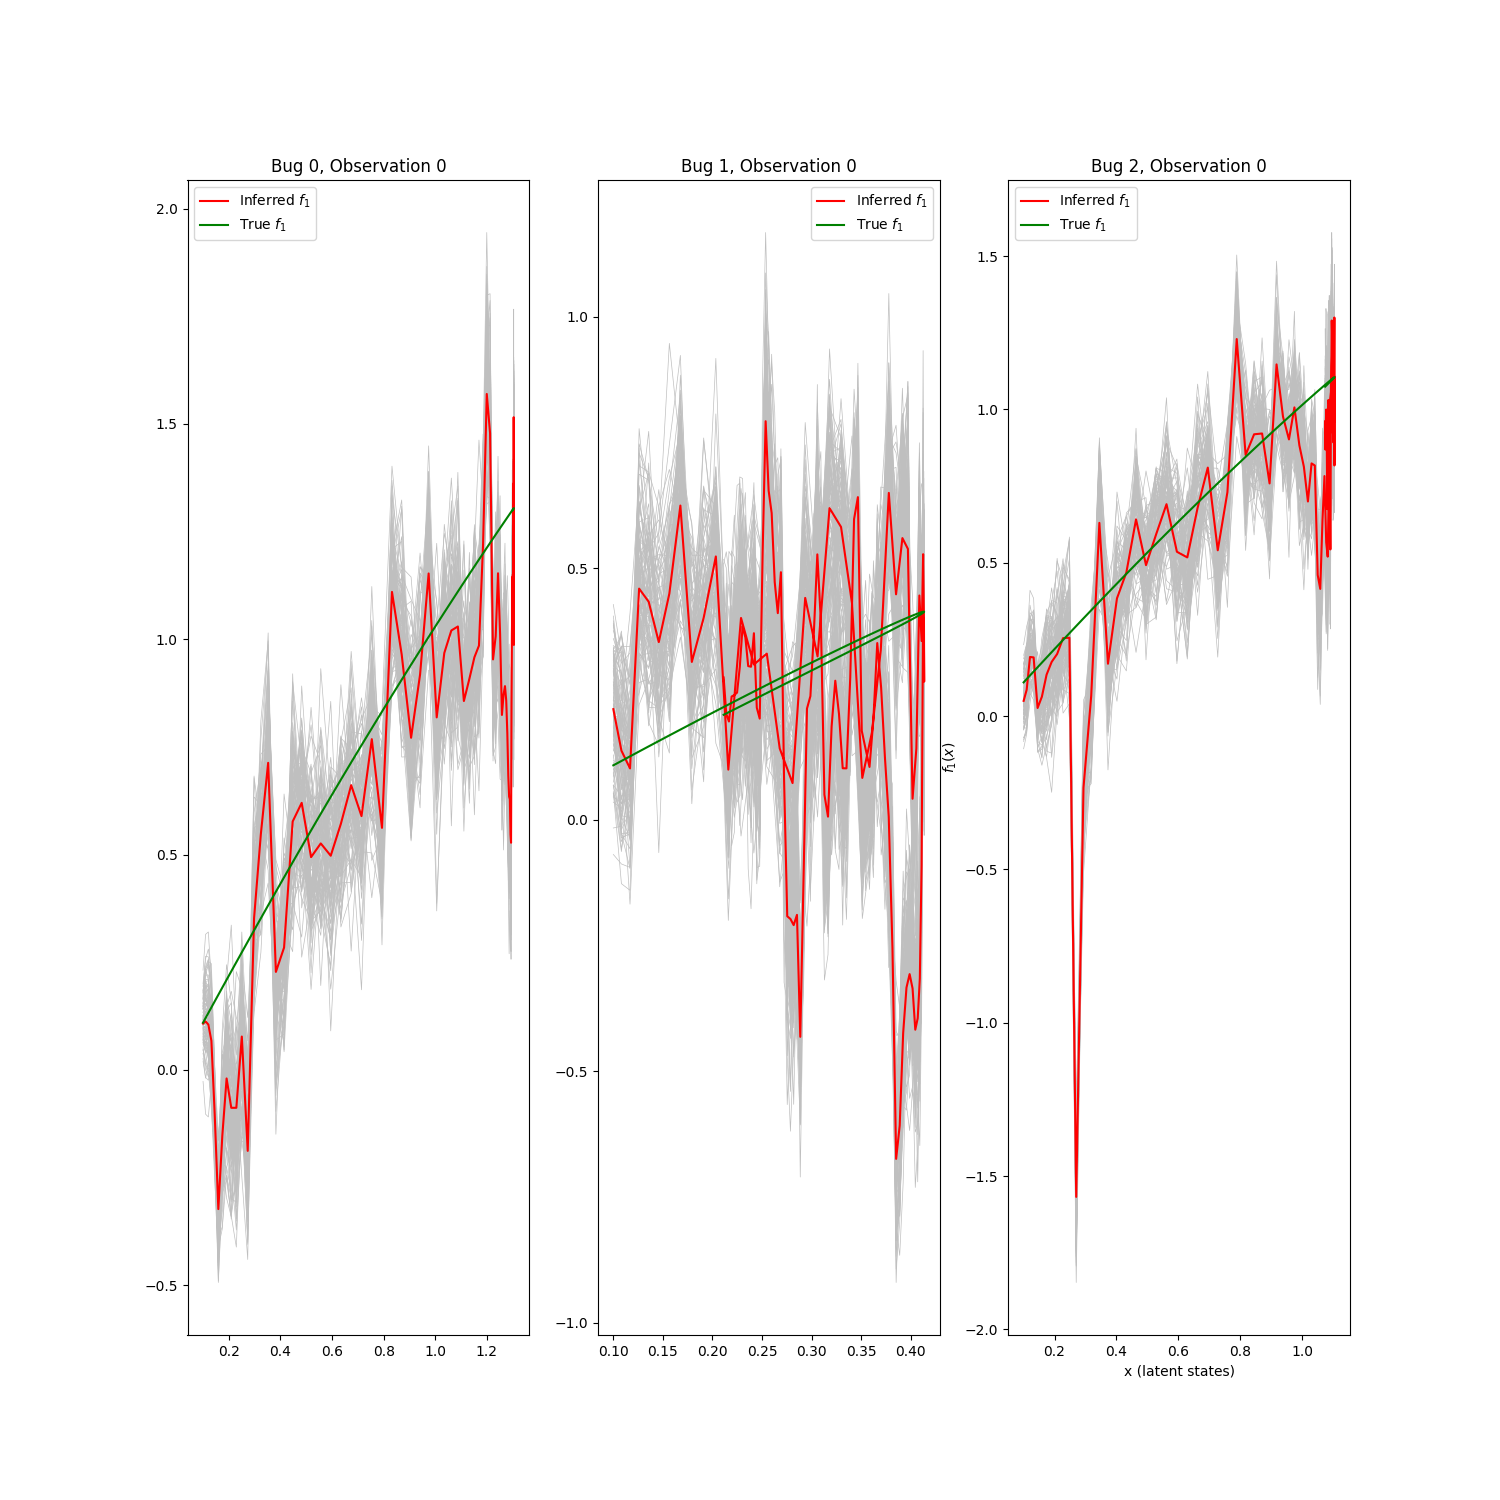 Bug 0, Observation 0
Inferred f₁
True f₁
2.0
1.5
1.0
0.5
0.0
−0.5
0.2 0.4 0.6 0.8 1.0 1.2
Bug 1, Observation 0
Inferred f₁
True f₁
1.0
0.5
0.0
−0.5
−1.0
0.10 0.15 0.20 0.25 0.30 0.35 0.40
Bug 2, Observation 0
Inferred f₁
True f₁
f₁(x)
1.5
1.0
0.5
0.0
−0.5
−1.0
−1.5
−2.0
0.2 0.4 0.6 0.8 1.0
x (latent states)